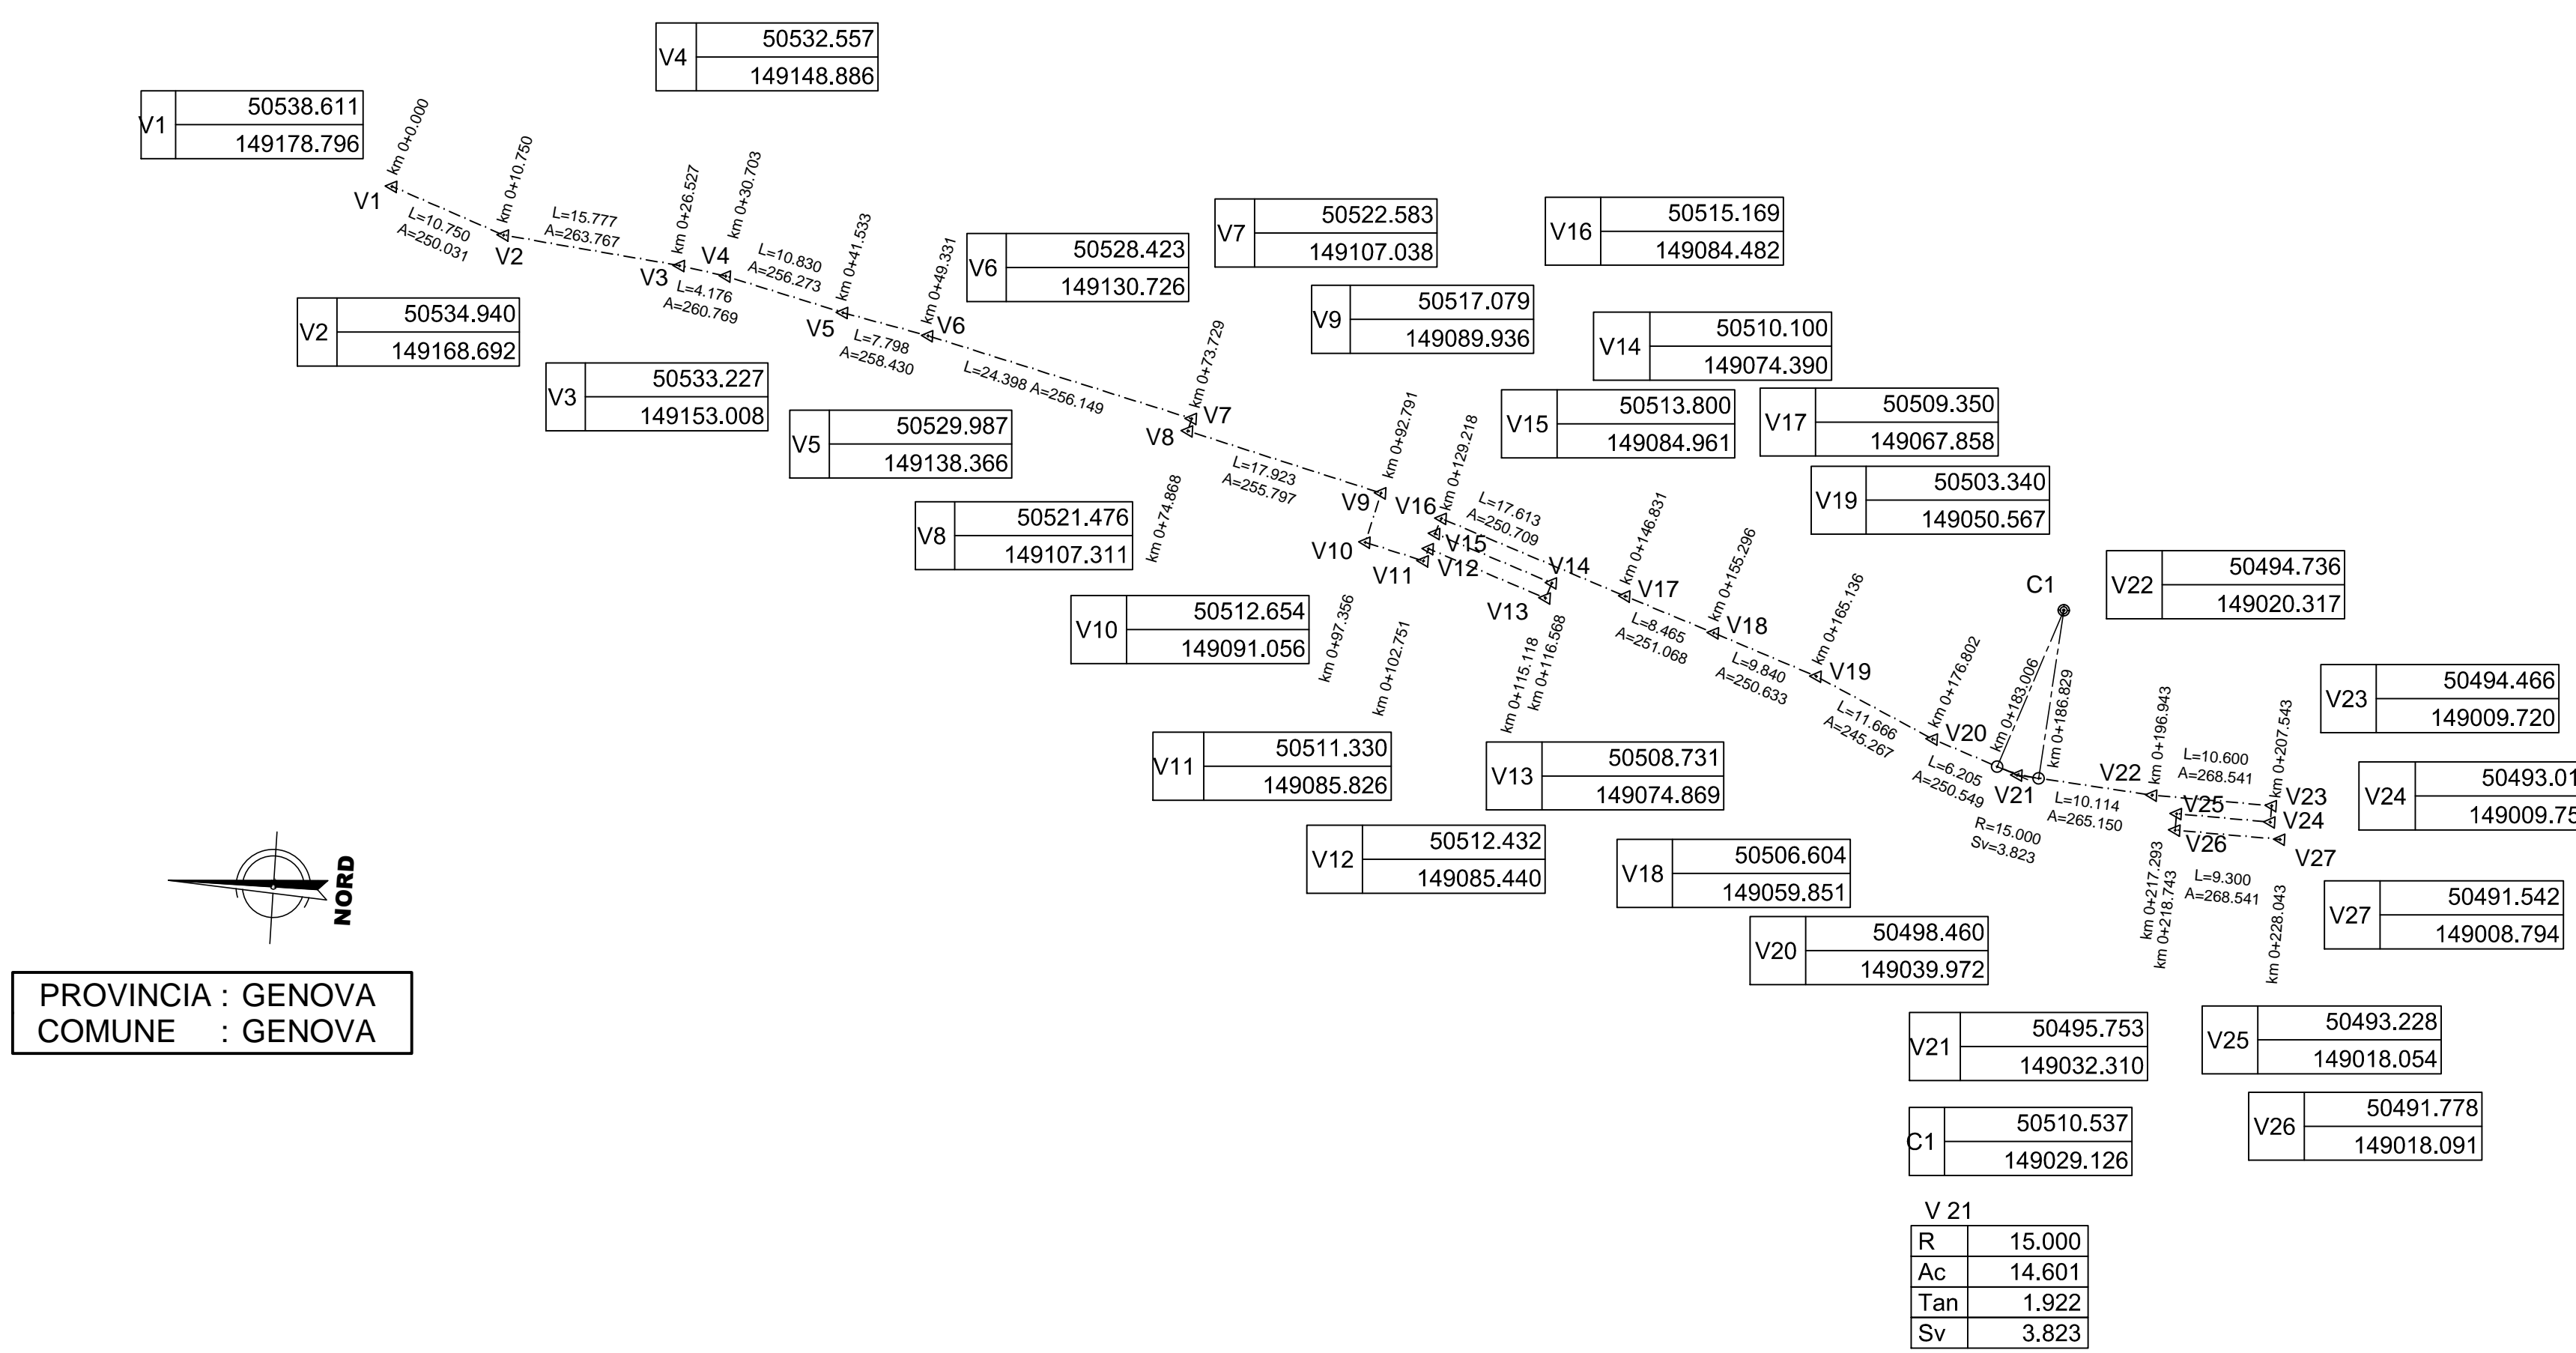 V4
50532.557
149148.886
V1
50538.611
149178.796
km 0+0.000
V1
L=10.750
A=250.031
km 0+10.750
V2
L=15.777
A=263.767
km 0+26.527
V3
V4
km 0+30.703
L=4.176
A=260.769
L=10.830
A=256.273
km 0+41.533
V5
L=7.798
A=258.430
km 0+49.331
V6
V6
50528.423
149130.726
V7
50522.583
149107.038
V16
50515.169
149084.482
V9
50517.079
149089.936
V14
50510.100
149074.390
V2
50534.940
149168.692
V3
50533.227
149153.008
V5
50529.987
149138.366
L=24.398 A=256.149
km 0+73.729
V7
V8
km 0+74.868
L=17.923
A=255.797
km 0+92.791
V9
V15
50513.800
149084.961
V17
50509.350
149067.858
V19
50503.340
149050.567
V8
50521.476
149107.311
V16
km 0+129.218
L=17.613
A=250.709
V15
V10
V11
V12
V14
V13
km 0+97.356
km 0+102.751
km 0+115.118
km 0+116.568
km 0+146.831
V17
L=8.465
A=251.068
km 0+155.296
V18
L=9.840
A=250.633
km 0+165.136
V19
L=11.666
A=245.267
km 0+176.802
V20
L=6.205
A=250.549
km 0+183.006
C1
km 0+186.829
V21
R=15.000
Sv=3.823
L=10.114
A=265.150
V22
km 0+196.943
L=10.600
A=268.541
km 0+207.543
V23
V24
V25
V26
V27
km 0+217.293
km 0+218.743
L=9.300
A=268.541
km 0+228.043
V22
50494.736
149020.317
V23
50494.466
149009.720
V24
50493.01
149009.75
V10
50512.654
149091.056
V11
50511.330
149085.826
V13
50508.731
149074.869
V12
50512.432
149085.440
V18
50506.604
149059.851
V27
50491.542
149008.794
V20
50498.460
149039.972
NORD
PROVINCIA : GENOVA
COMUNE : GENOVA
V21
50495.753
149032.310
V25
50493.228
149018.054
C1
50510.537
149029.126
V26
50491.778
149018.091
V 21
R 15.000
Ac 14.601
Tan 1.922
Sv 3.823